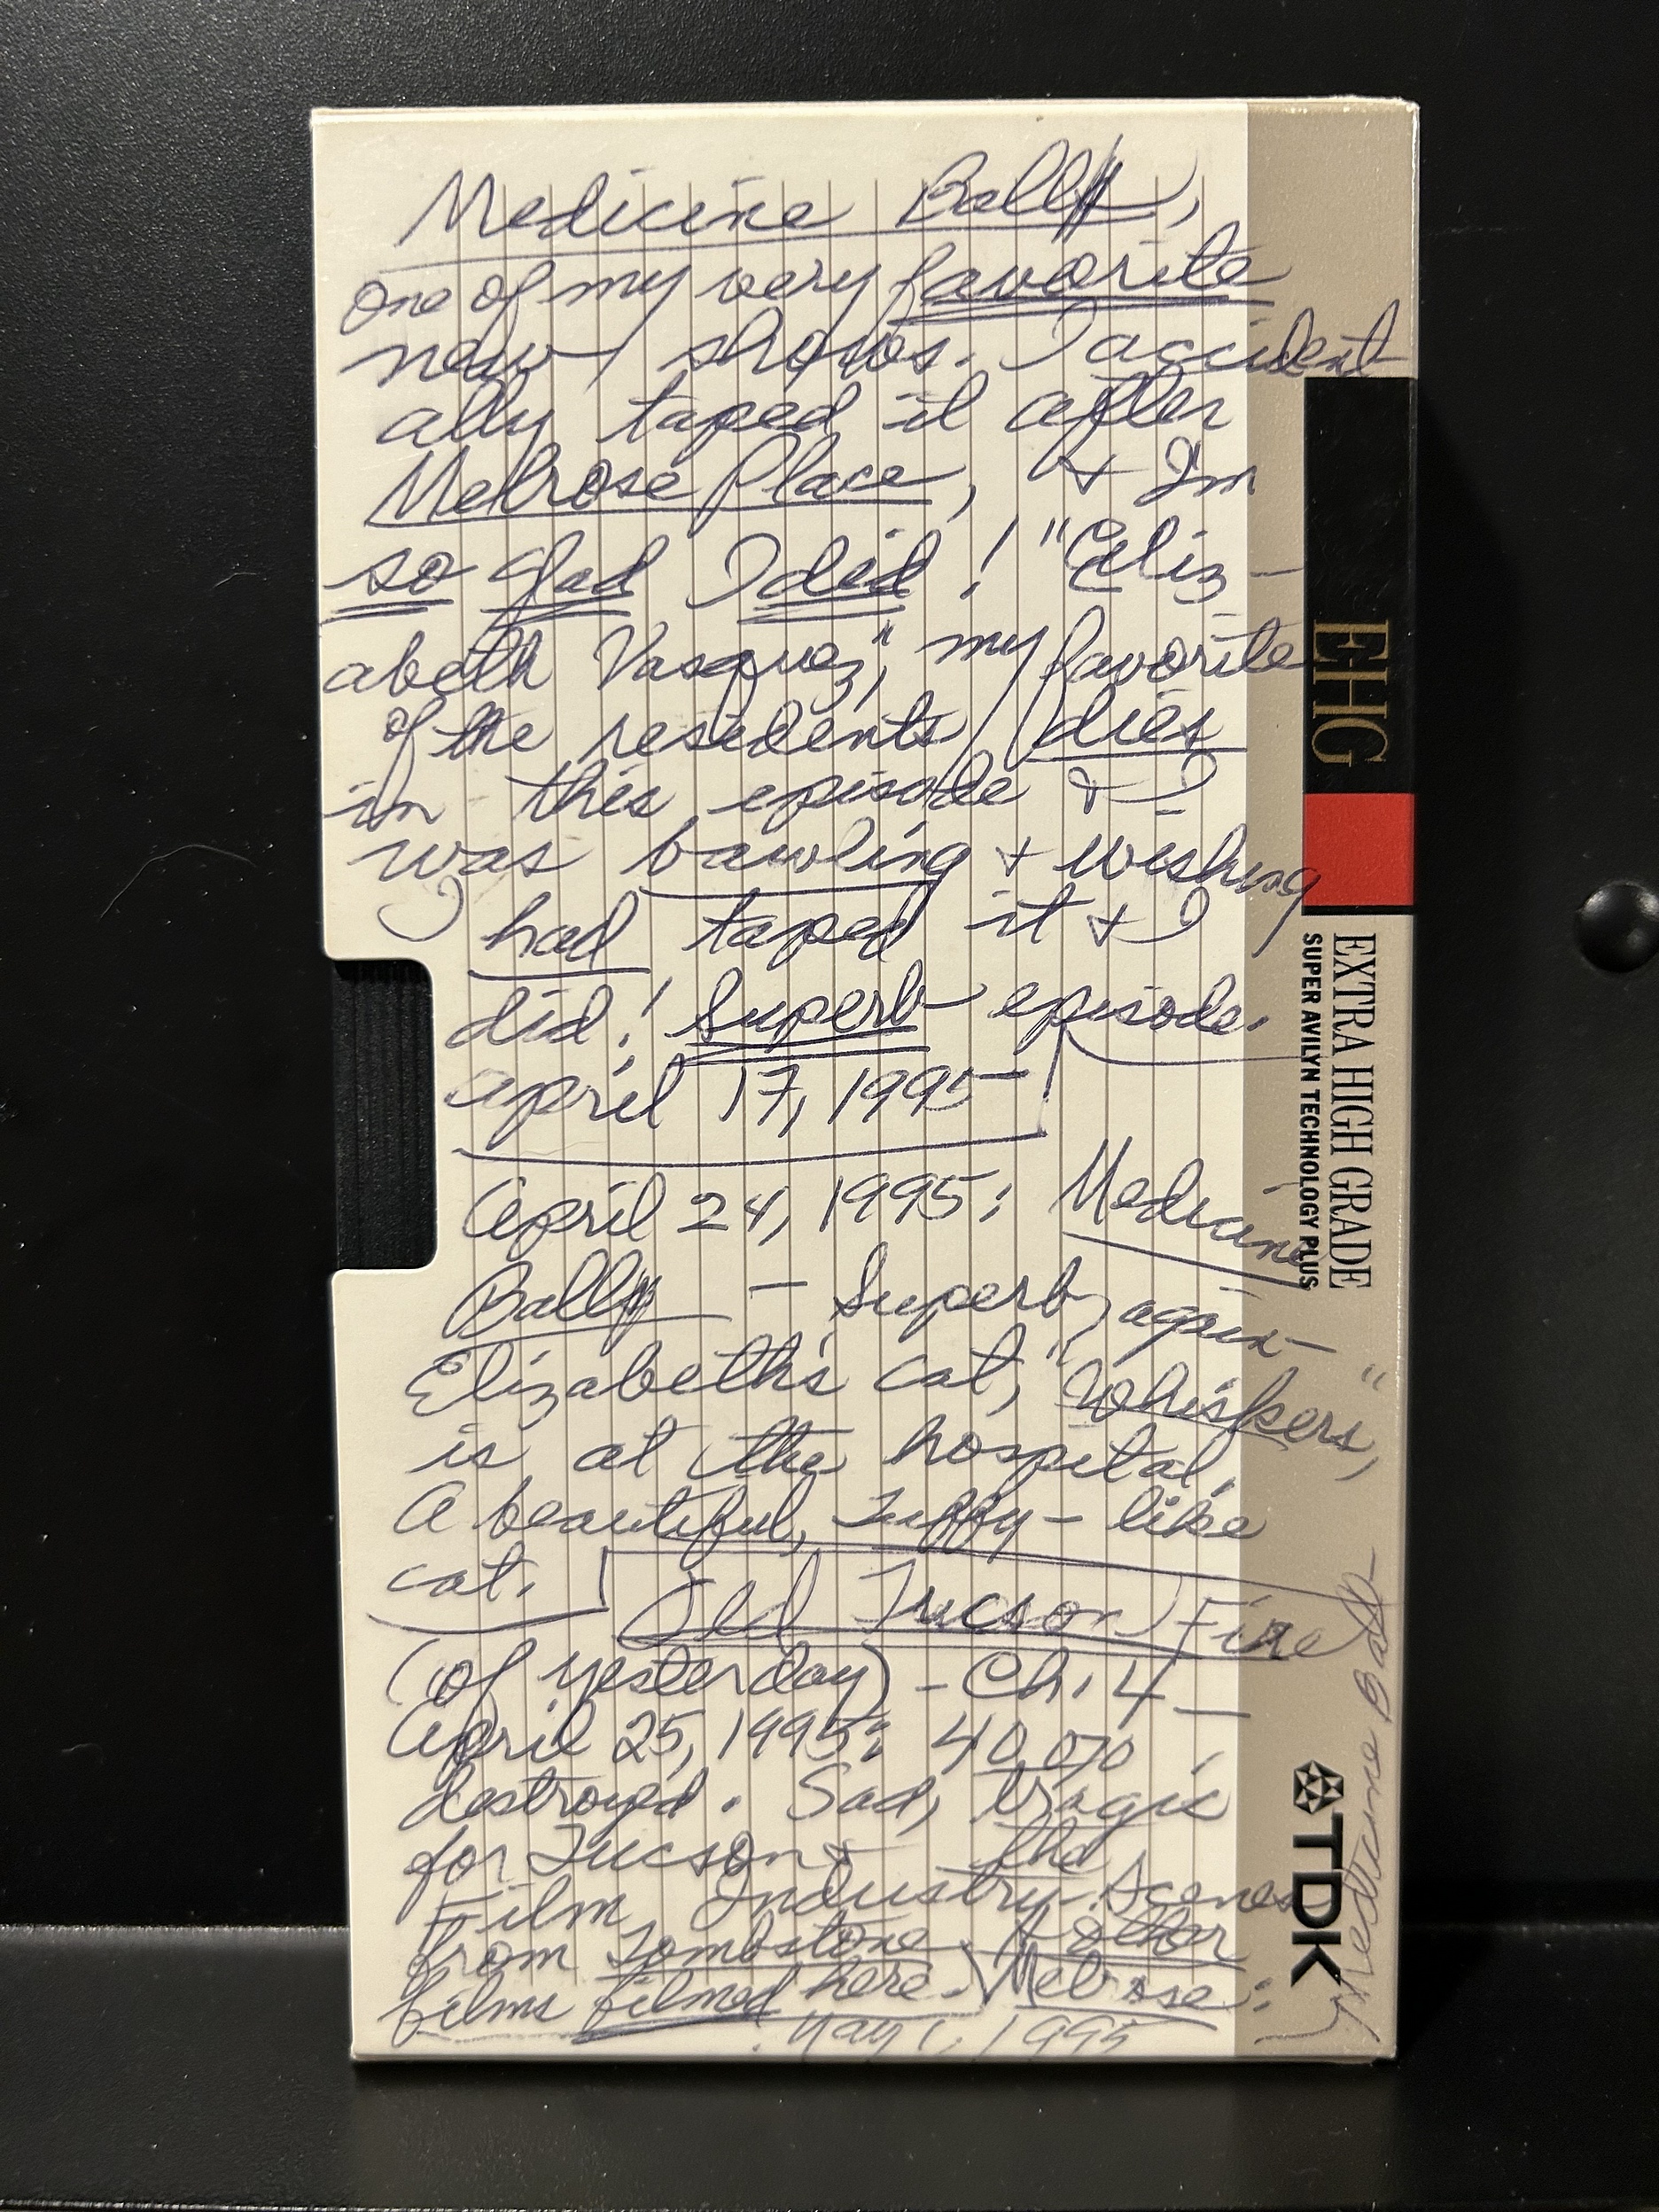 Medicine Ball,
one of my very favorite
new shows. I accident
ally taped it after
Melrose Place, + I'm
so glad I did! "Eliz-
abeth Vasquez," my favorite
of the residents, dies
in this episode & I
was bawling + wishing
I had taped it & I
did! Superb episode.
April 17, 1995
April 24, 1995: Medicine
Ball - Superb, again -
Elizabeth's cat, "Whiskers,"
is at the hospital.
A beautiful, -like
cat. Old Tucson Fire
(of yesterday) - Ch. 4 -
April 25, 1995: 40%
destroyed. Sad, tragic
for Tucson & the
Film Industry. Scenes
from Tombstone & other
films filmed here. Melrose:
May 1, 1995
EHG
EXTRA HIGH GRADE
SUPER AVILYN TECHNOLOGY PLUS
TDK
Medicine Ball